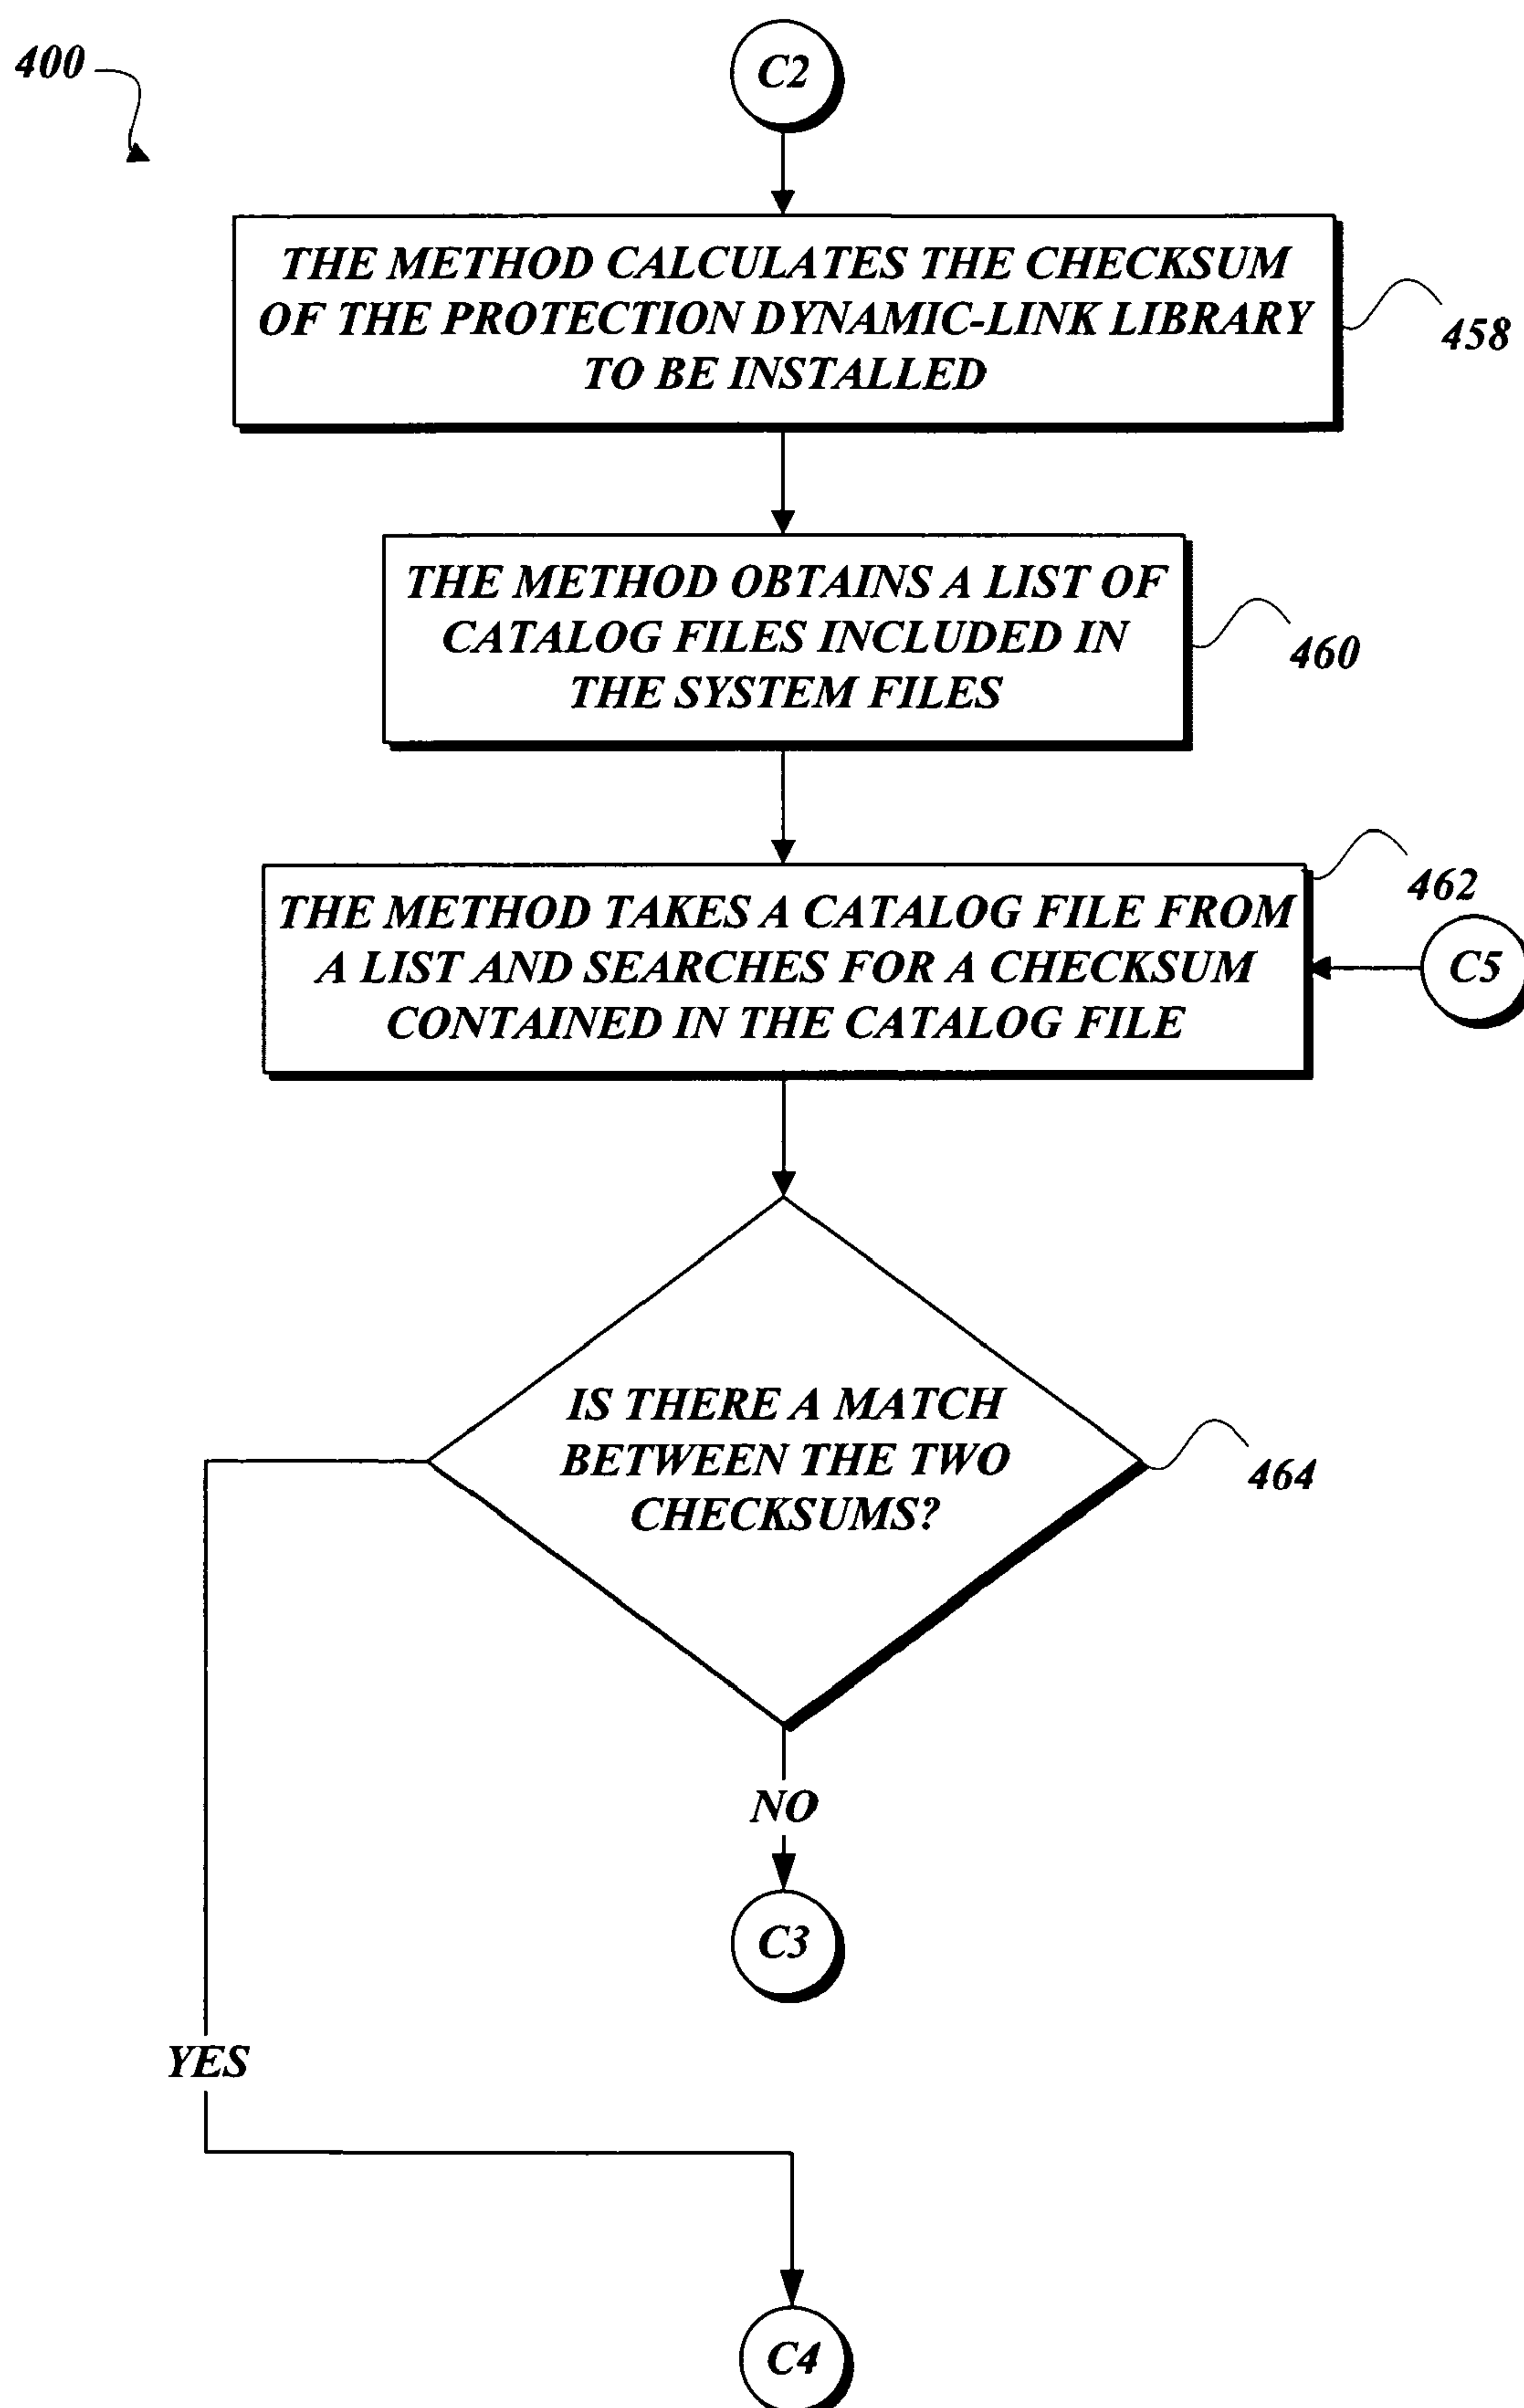 400
C2
THE METHOD CALCULATES THE CHECKSUM
OF THE PROTECTION DYNAMIC-LINK LIBRARY
TO BE INSTALLED
458
THE METHOD OBTAINS A LIST OF
CATALOG FILES INCLUDED IN
THE SYSTEM FILES
460
THE METHOD TAKES A CATALOG FILE FROM
A LIST AND SEARCHES FOR A CHECKSUM
CONTAINED IN THE CATALOG FILE
462
C5
IS THERE A MATCH
BETWEEN THE TWO
CHECKSUMS?
464
NO
C3
YES
C4